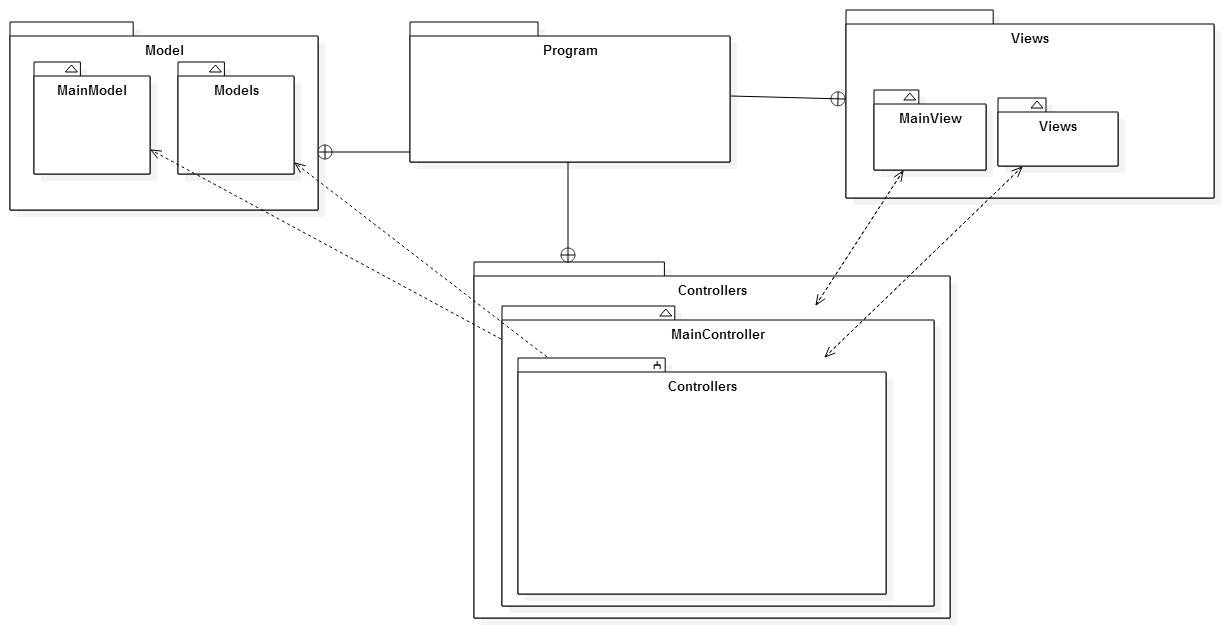 Model
MainModel
Models
Program
Views
MainView
Views
Controllers
MainController
Controllers